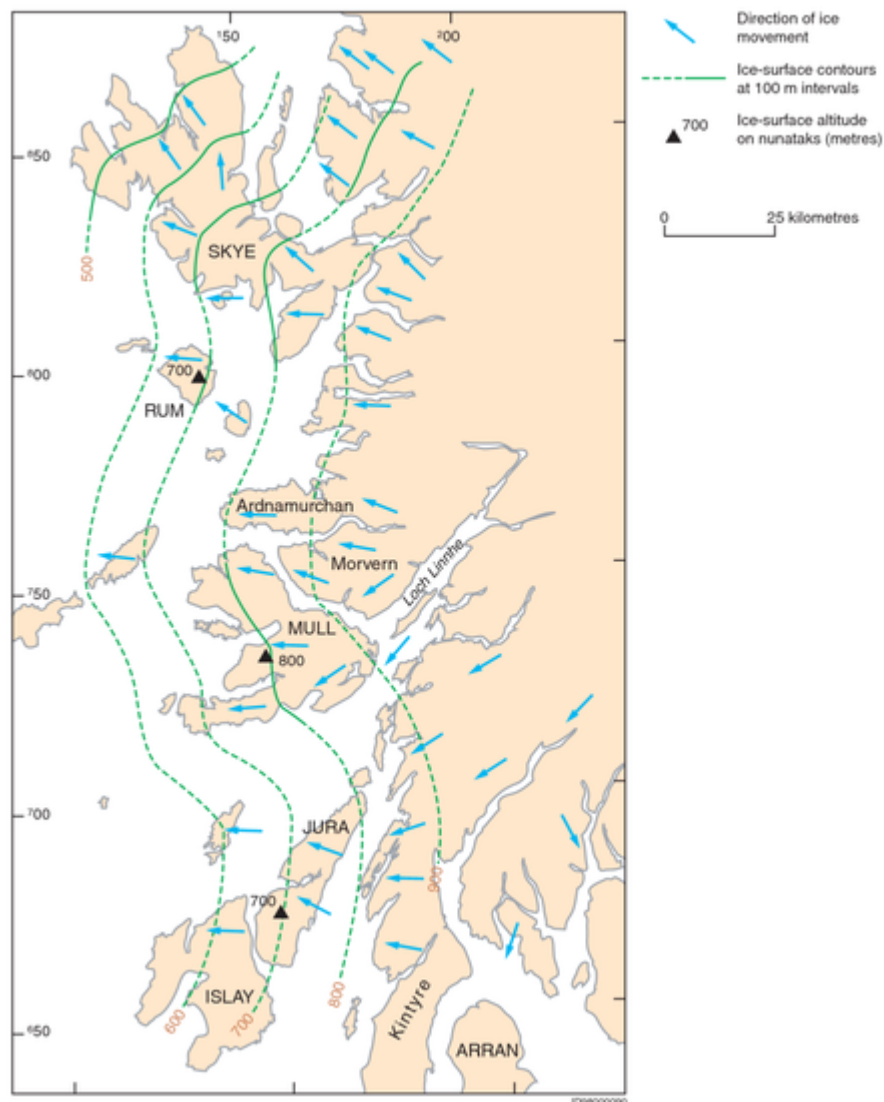 ¹50
²00
⁸50
SKYE
500
700
⁸00
RUM
Ardnamurchan
Morvern
Loch Linnhe
⁷50
MULL
800
⁷00
JURA
900
700
ISLAY
600
700
800
Kintyre
⁶50
ARRAN
Direction of ice
movement
Ice-surface contours
at 100 m intervals
700
Ice-surface altitude
on nunataks (metres)
0
25 kilometres